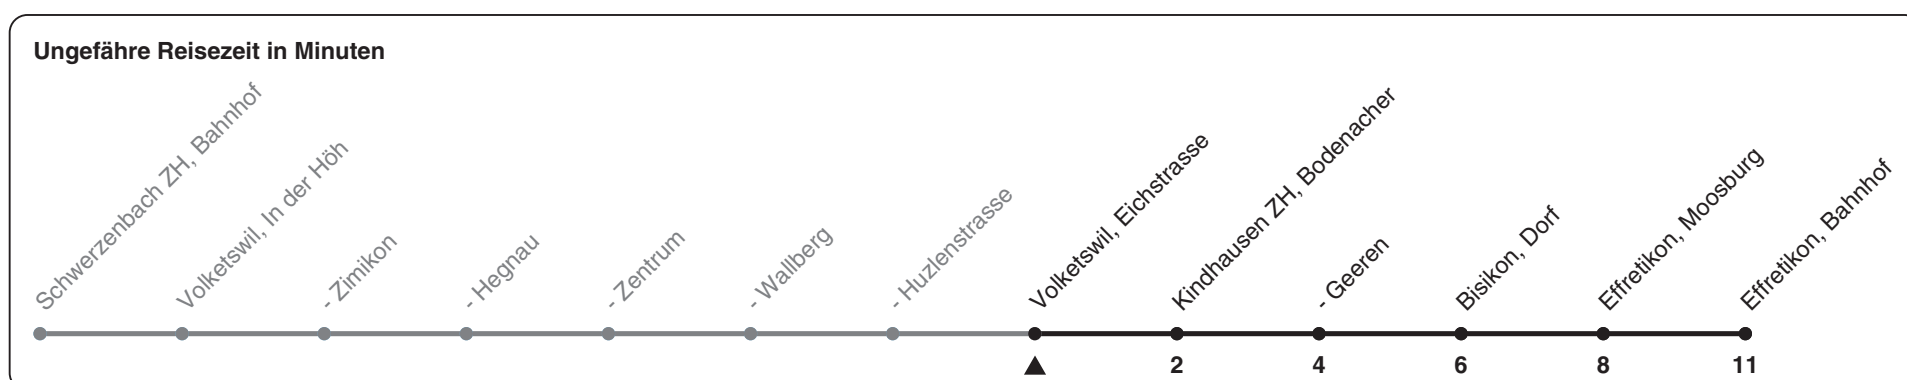 Ungefähre Reisezeit in Minuten
Schwerzenbach ZH, Bahnhof
Volketswil, In der Höh
- Zimikon
- Hegnau
- Zentrum
- Wallberg
- Huzlenstrasse
Volketswil, Eichstrasse
Kindhausen ZH, Bodenacher
- Geeren
Bisikon, Dorf
Effretikon, Moosburg
Effretikon, Bahnhof
2 4 6 8 11